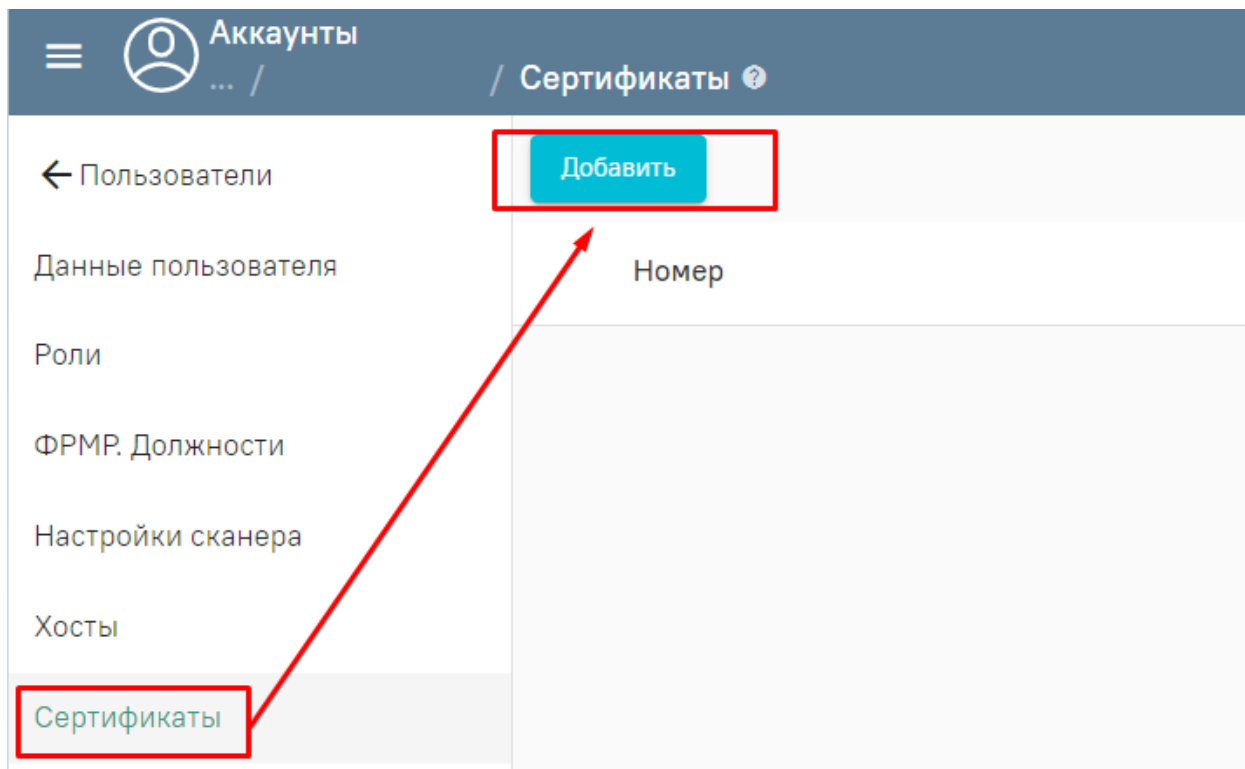 Аккаунты
... / / Сертификаты ?
← Пользователи
Добавить
Данные пользователя
Номер
Роли
ФРМР. Должности
Настройки сканера
Хосты
Сертификаты